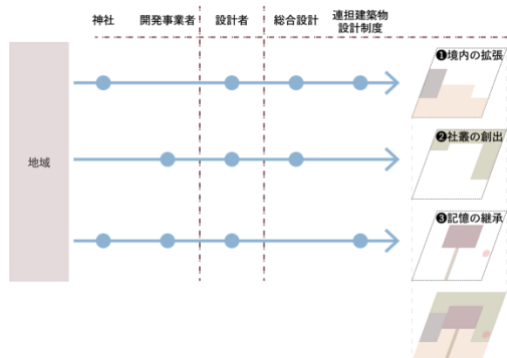 神社
開発事業者
設計者
総合設計
連担建築物
設計制度
地域
❶境内の拡張
❷社叢の創出
❸記憶の継承